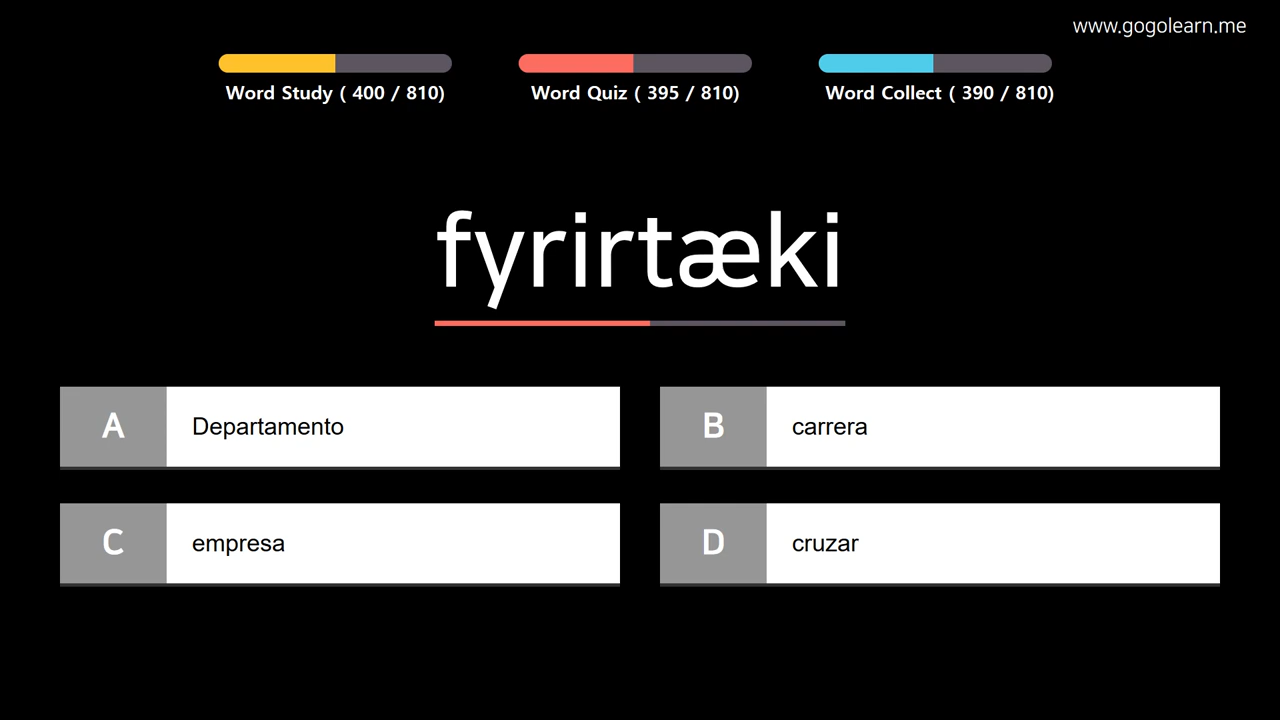 www.gogolearn.me
Word Study ( 400 / 810)
Word Quiz ( 395 / 810)
Word Collect ( 390 / 810)
fyrirtæki
A Departamento
B carrera
C empresa
D cruzar